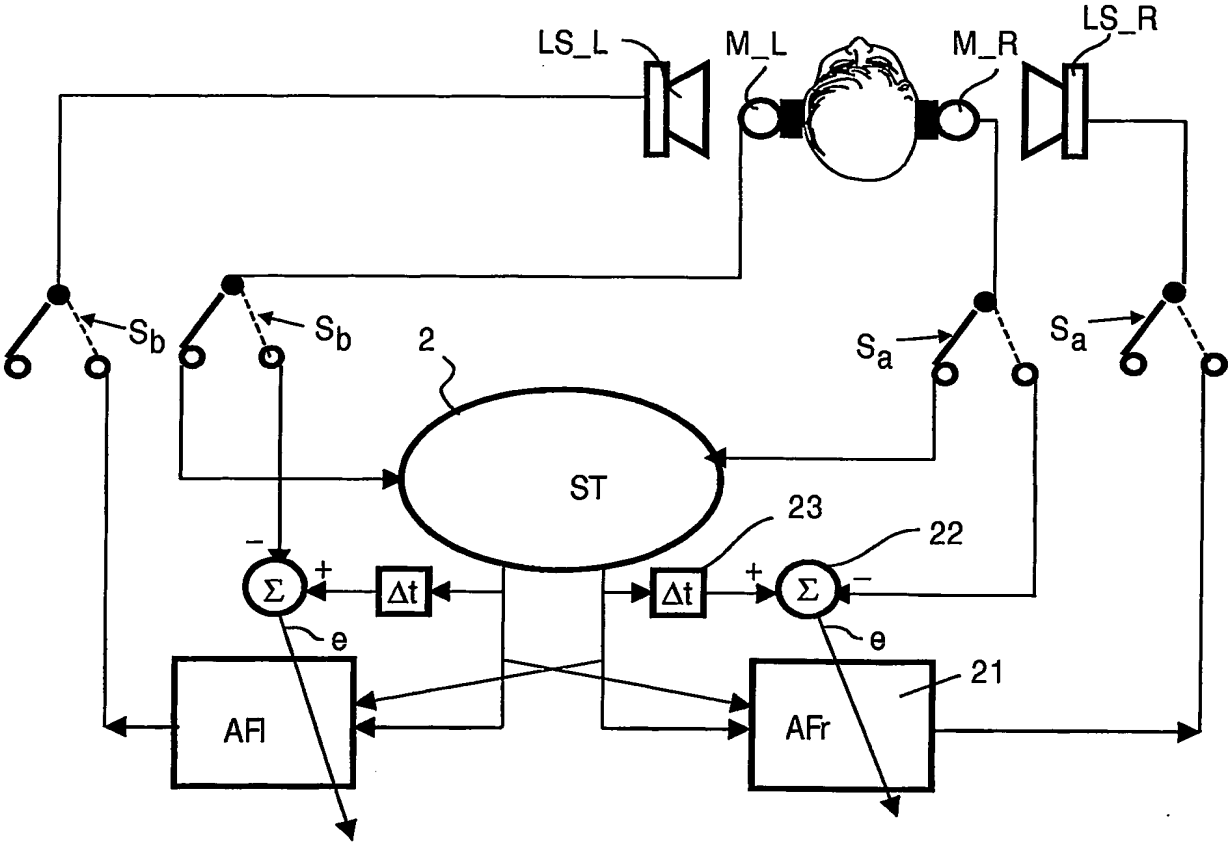 LS_L
M_L
M_R
LS_R
Sb
Sb
Sa
Sa
2
ST
23
22
−
+
Δt
Δt
+
−
Σ
Σ
e
e
21
AFl
AFr